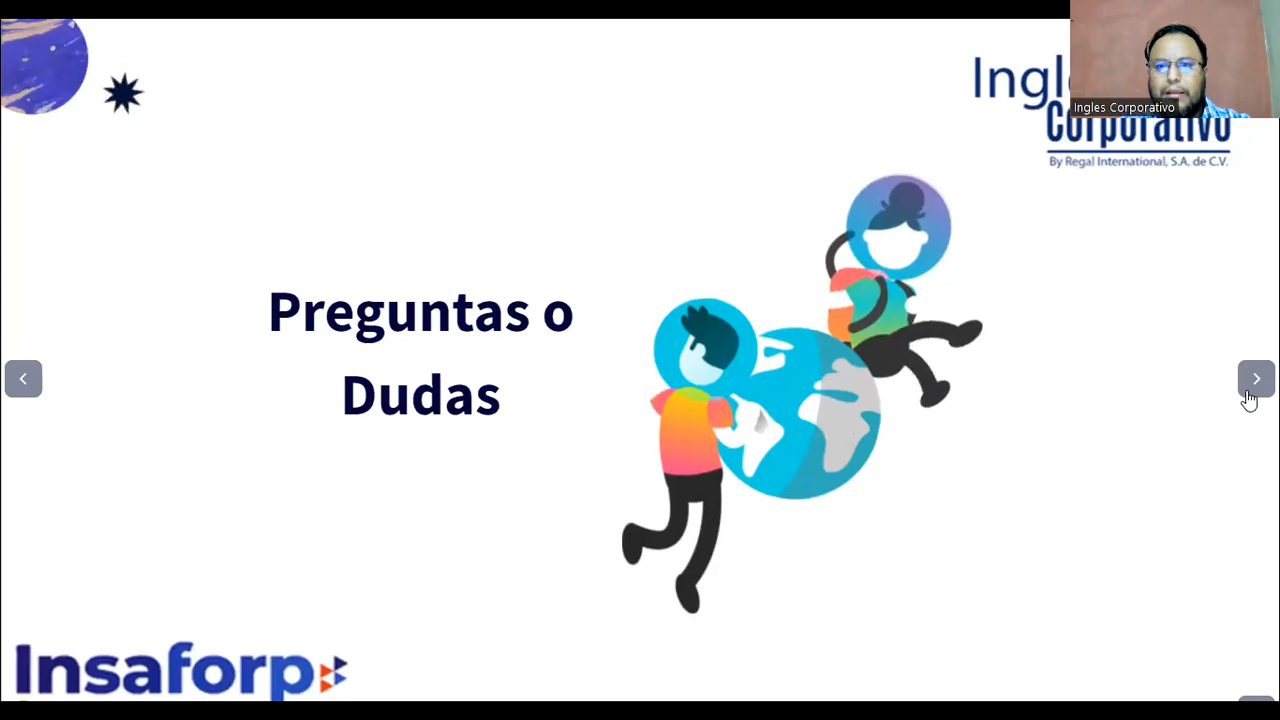 Ingles Corporativo
Corporativo
By Regal International, S.A. de C.V.
Preguntas o
Dudas
Insaforp